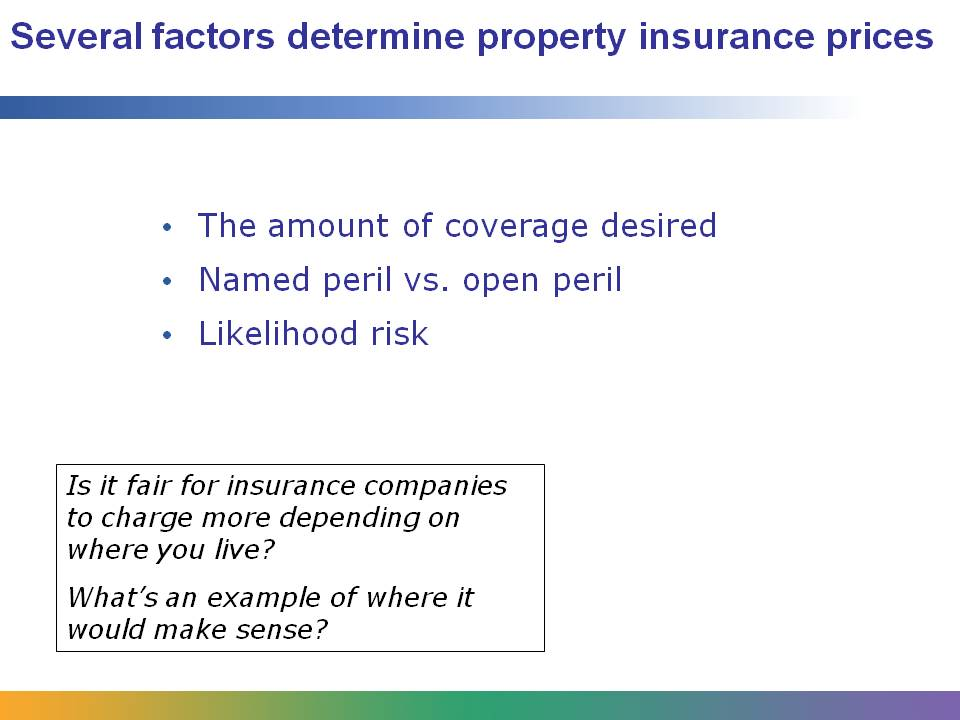 Several factors determine property insurance prices
• The amount of coverage desired
• Named peril vs. open peril
• Likelihood risk
Is it fair for insurance companies
to charge more depending on
where you live?
What's an example of where it
would make sense?